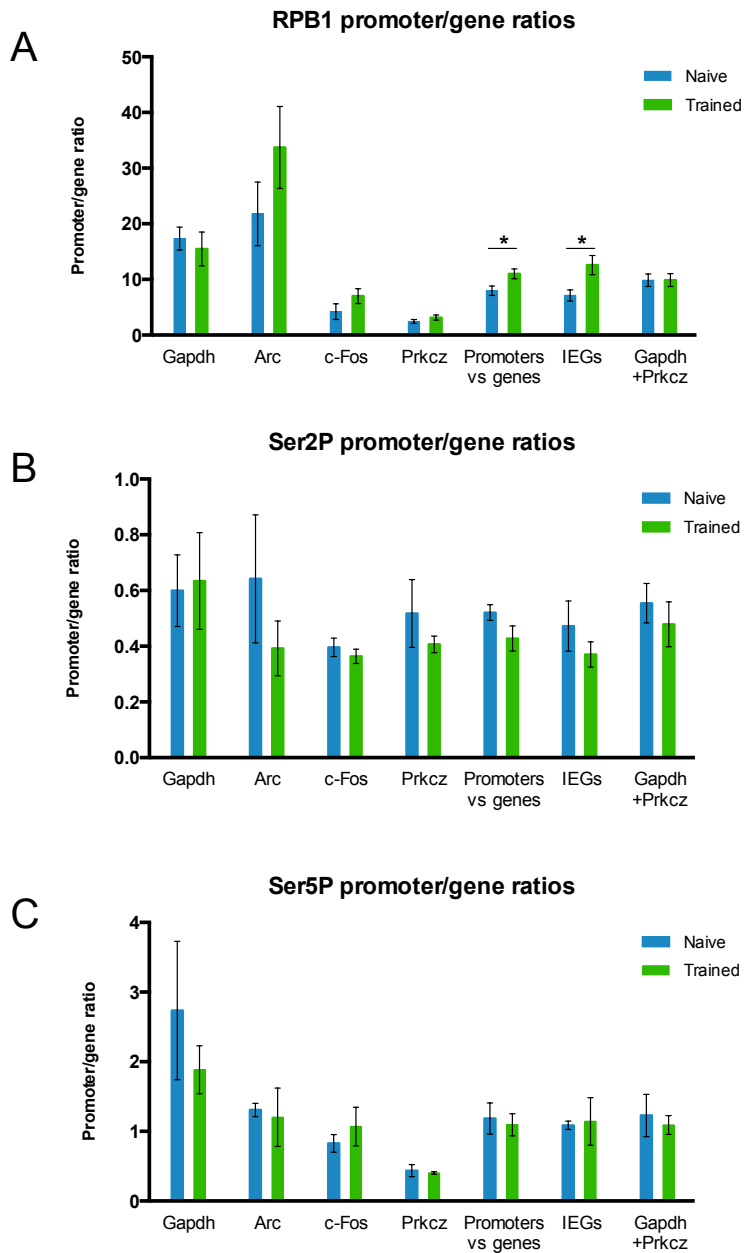 RPB1 promoter/gene ratios
A
Promoter/gene ratio
50
40
30
20
10
0
Naive
Trained
*
*
Gapdh
Arc
c-Fos
Prkcz
Promoters
vs genes
IEGs
Gapdh
+Prkcz
Ser2P promoter/gene ratios
B
Promoter/gene ratio
1.0
0.8
0.6
0.4
0.2
0.0
Naive
Trained
Gapdh
Arc
c-Fos
Prkcz
Promoters
vs genes
IEGs
Gapdh
+Prkcz
Ser5P promoter/gene ratios
C
Promoter/gene ratio
4
3
2
1
0
Naive
Trained
Gapdh
Arc
c-Fos
Prkcz
Promoters
vs genes
IEGs
Gapdh
+Prkcz